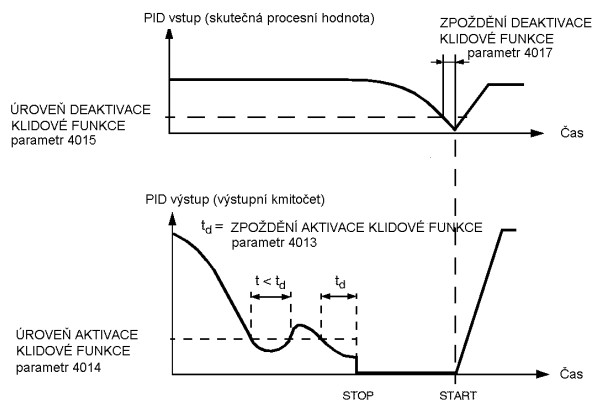 PID vstup (skutečná procesní hodnota)
ZPOŽDĚNÍ DEAKTIVACE
KLIDOVÉ FUNKCE
parametr 4017
ÚROVEŇ DEAKTIVACE
KLIDOVÉ FUNKCE
parametr 4015
Čas
PID výstup (výstupní kmitočet)
td = ZPOŽDĚNÍ AKTIVACE KLIDOVÉ FUNKCE
parametr 4013
t < td
td
ÚROVEŇ AKTIVACE
KLIDOVÉ FUNKCE
parametr 4014
Čas
STOP
START